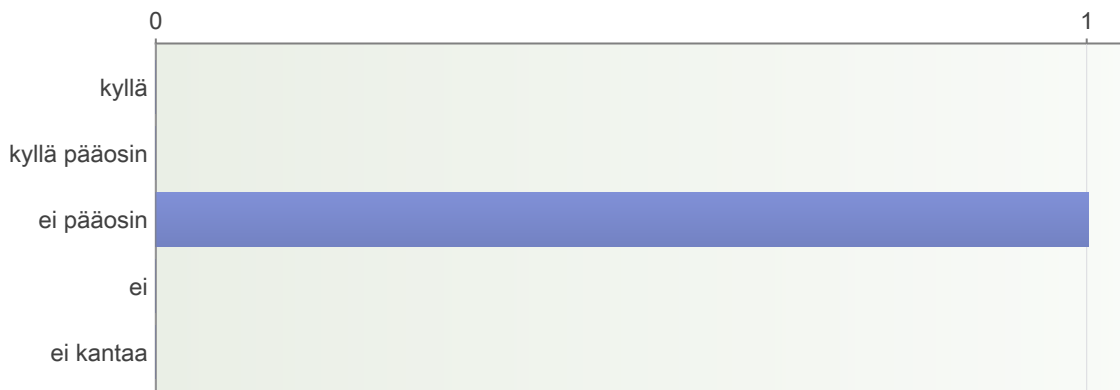 0 1
kyllä
kyllä pääosin
ei pääosin
ei
ei kantaa